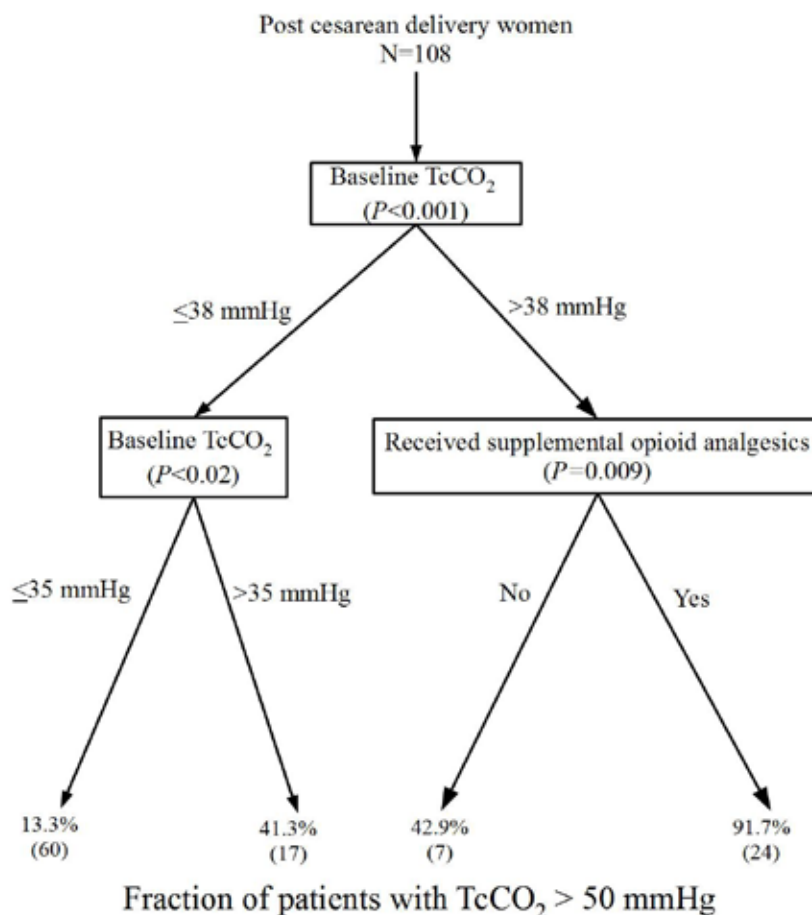 Post cesarean delivery women
N=108
Baseline TcCO₂
(P<0.001)
≤38 mmHg
>38 mmHg
Baseline TcCO₂
(P<0.02)
Received supplemental opioid analgesics
(P=0.009)
≤35 mmHg
>35 mmHg
No
Yes
13.3%
(60)
41.3%
(17)
42.9%
(7)
91.7%
(24)
Fraction of patients with TcCO₂ > 50 mmHg